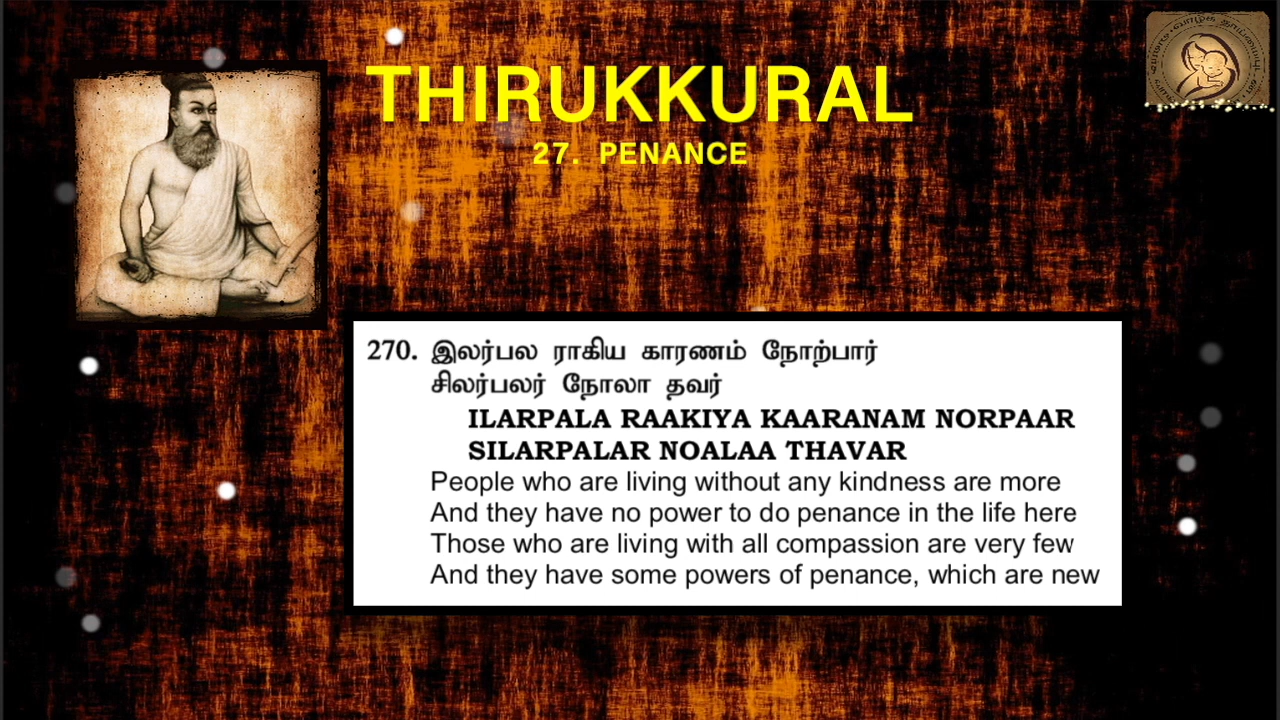 THIRUKKURAL
27. PENANCE
270. இலர்பல ராகிய காரணம் நோற்பார்
சிலர்பலர் நோலா தவர்
ILARPALA RAAKIYA KAARANAM NORPAAR
SILARPALAR NOALAA THAVAR
People who are living without any kindness are more
And they have no power to do penance in the life here
Those who are living with all compassion are very few
And they have some powers of penance, which are new